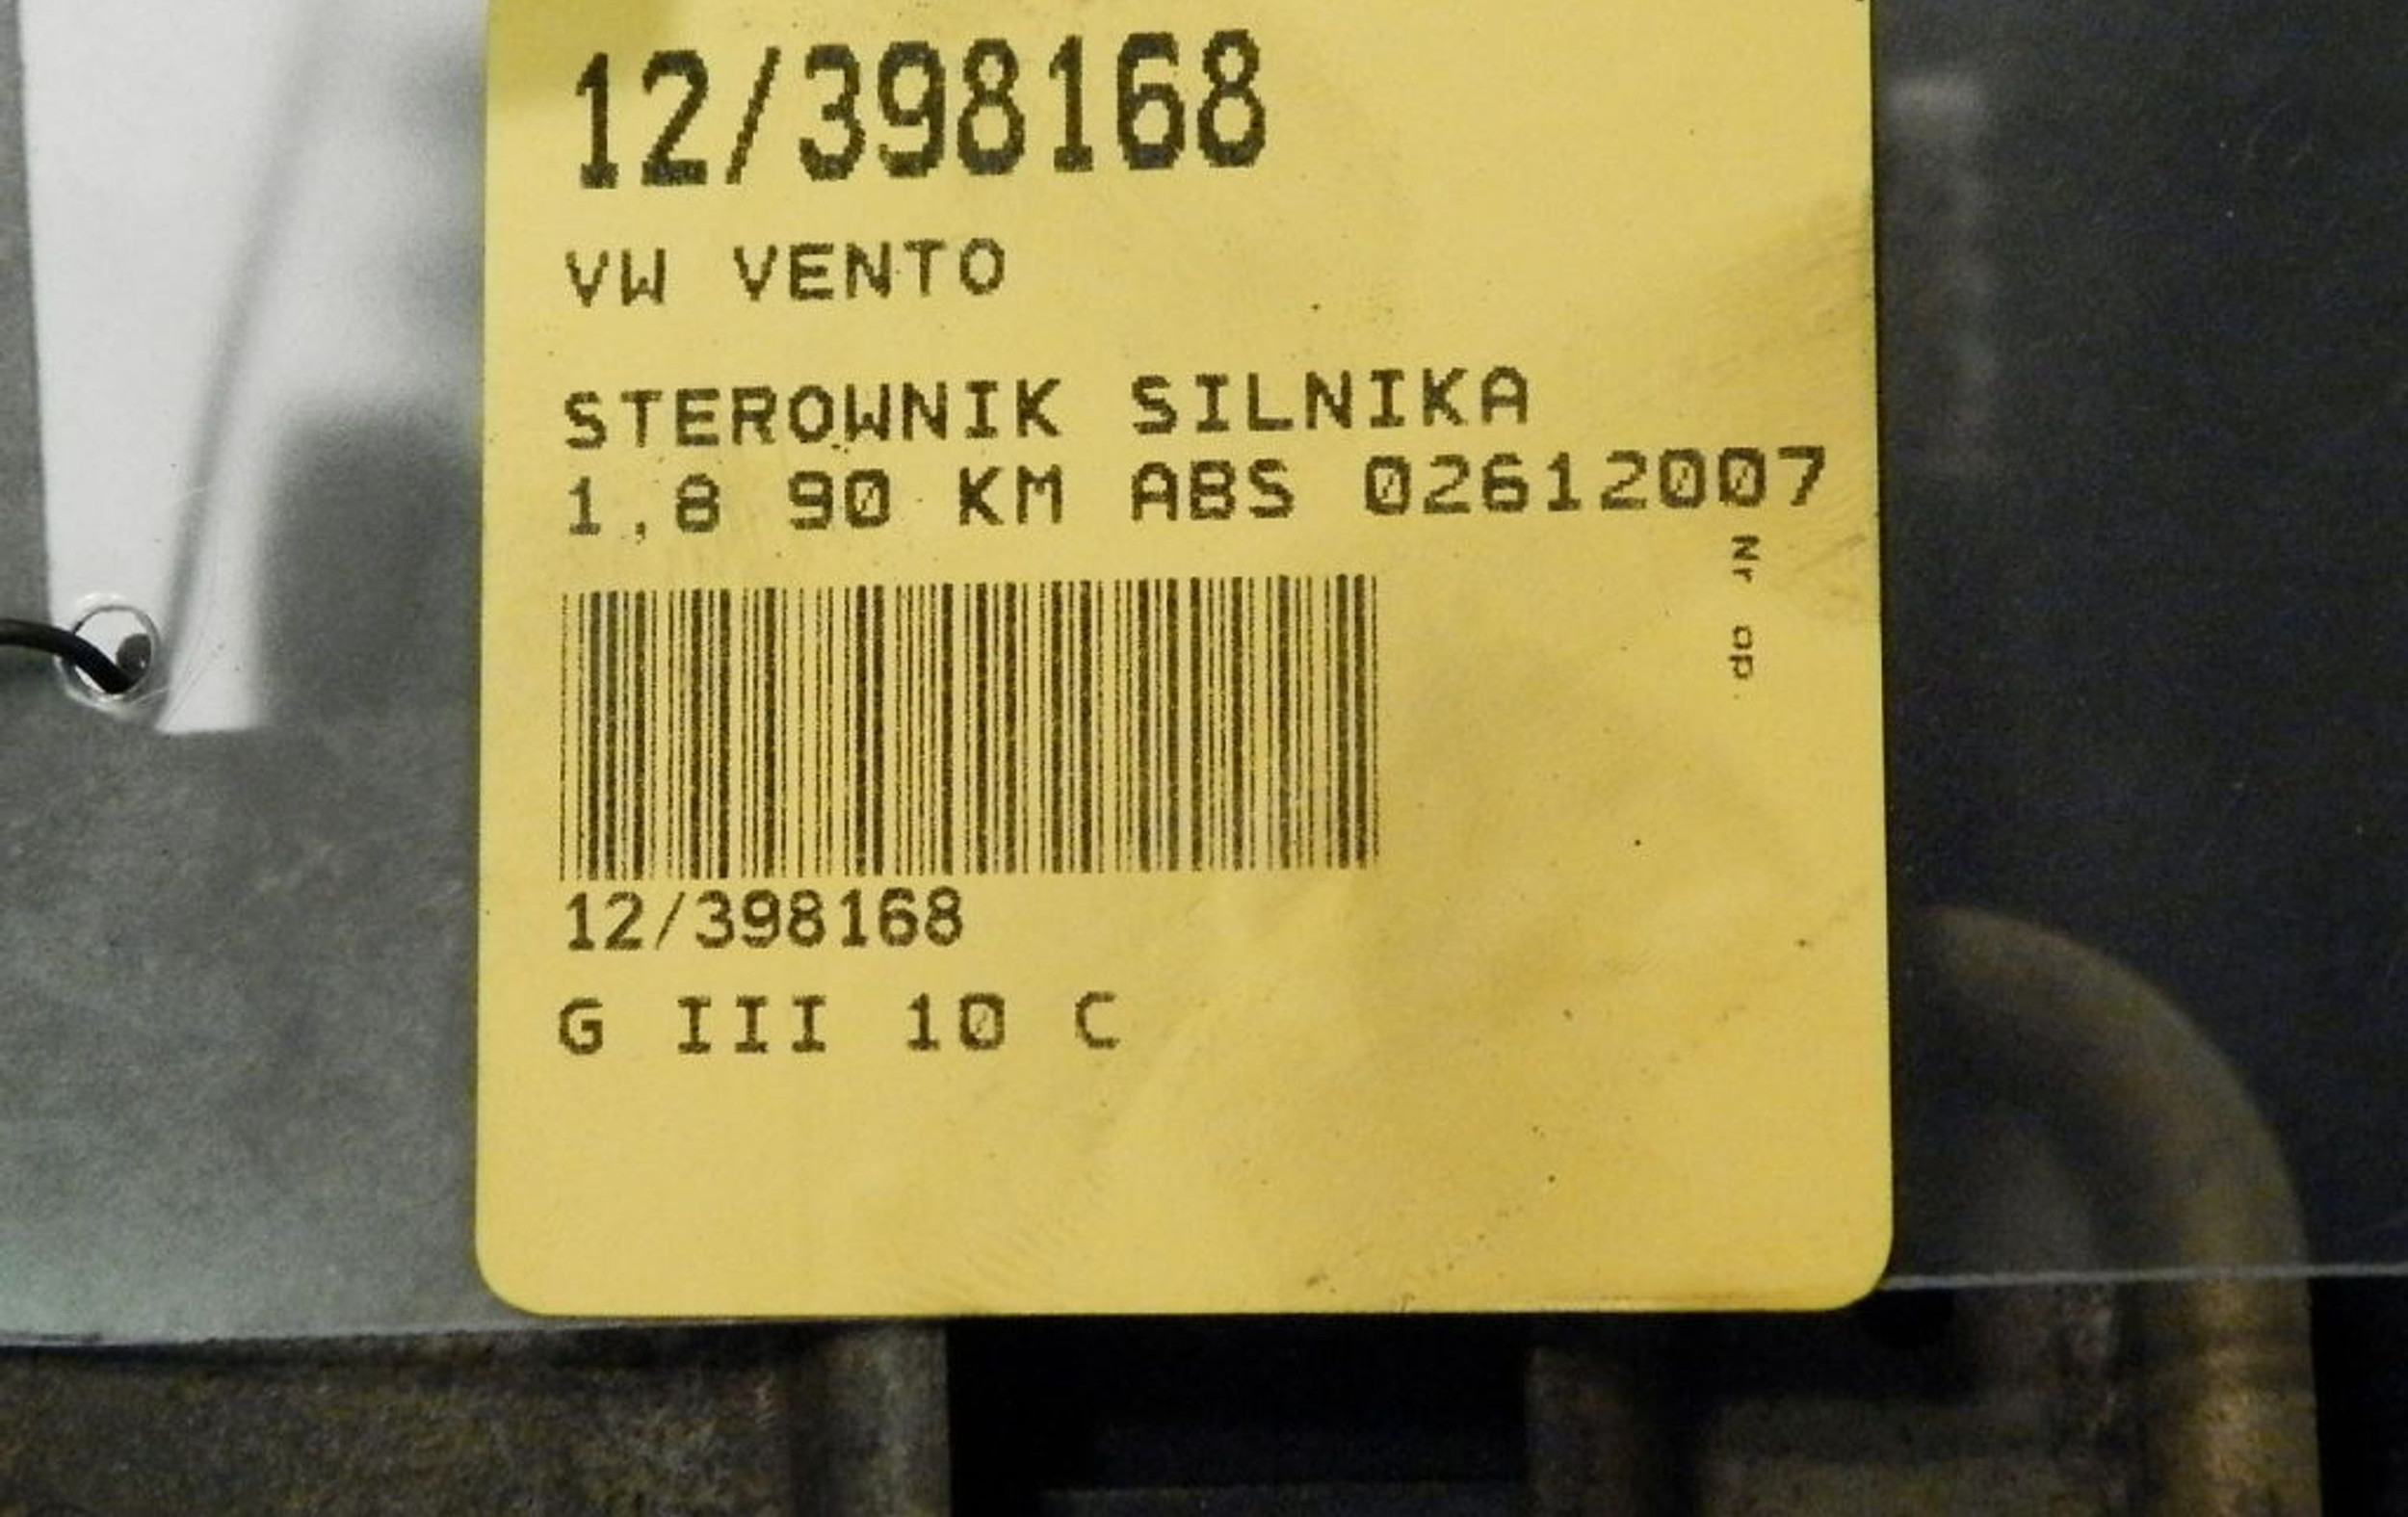 12/398168
VW VENTO
STEROWNIK SILNIKA
1,8 90 KM ABS 02612007
Nr op.
12/398168
G III 10 C